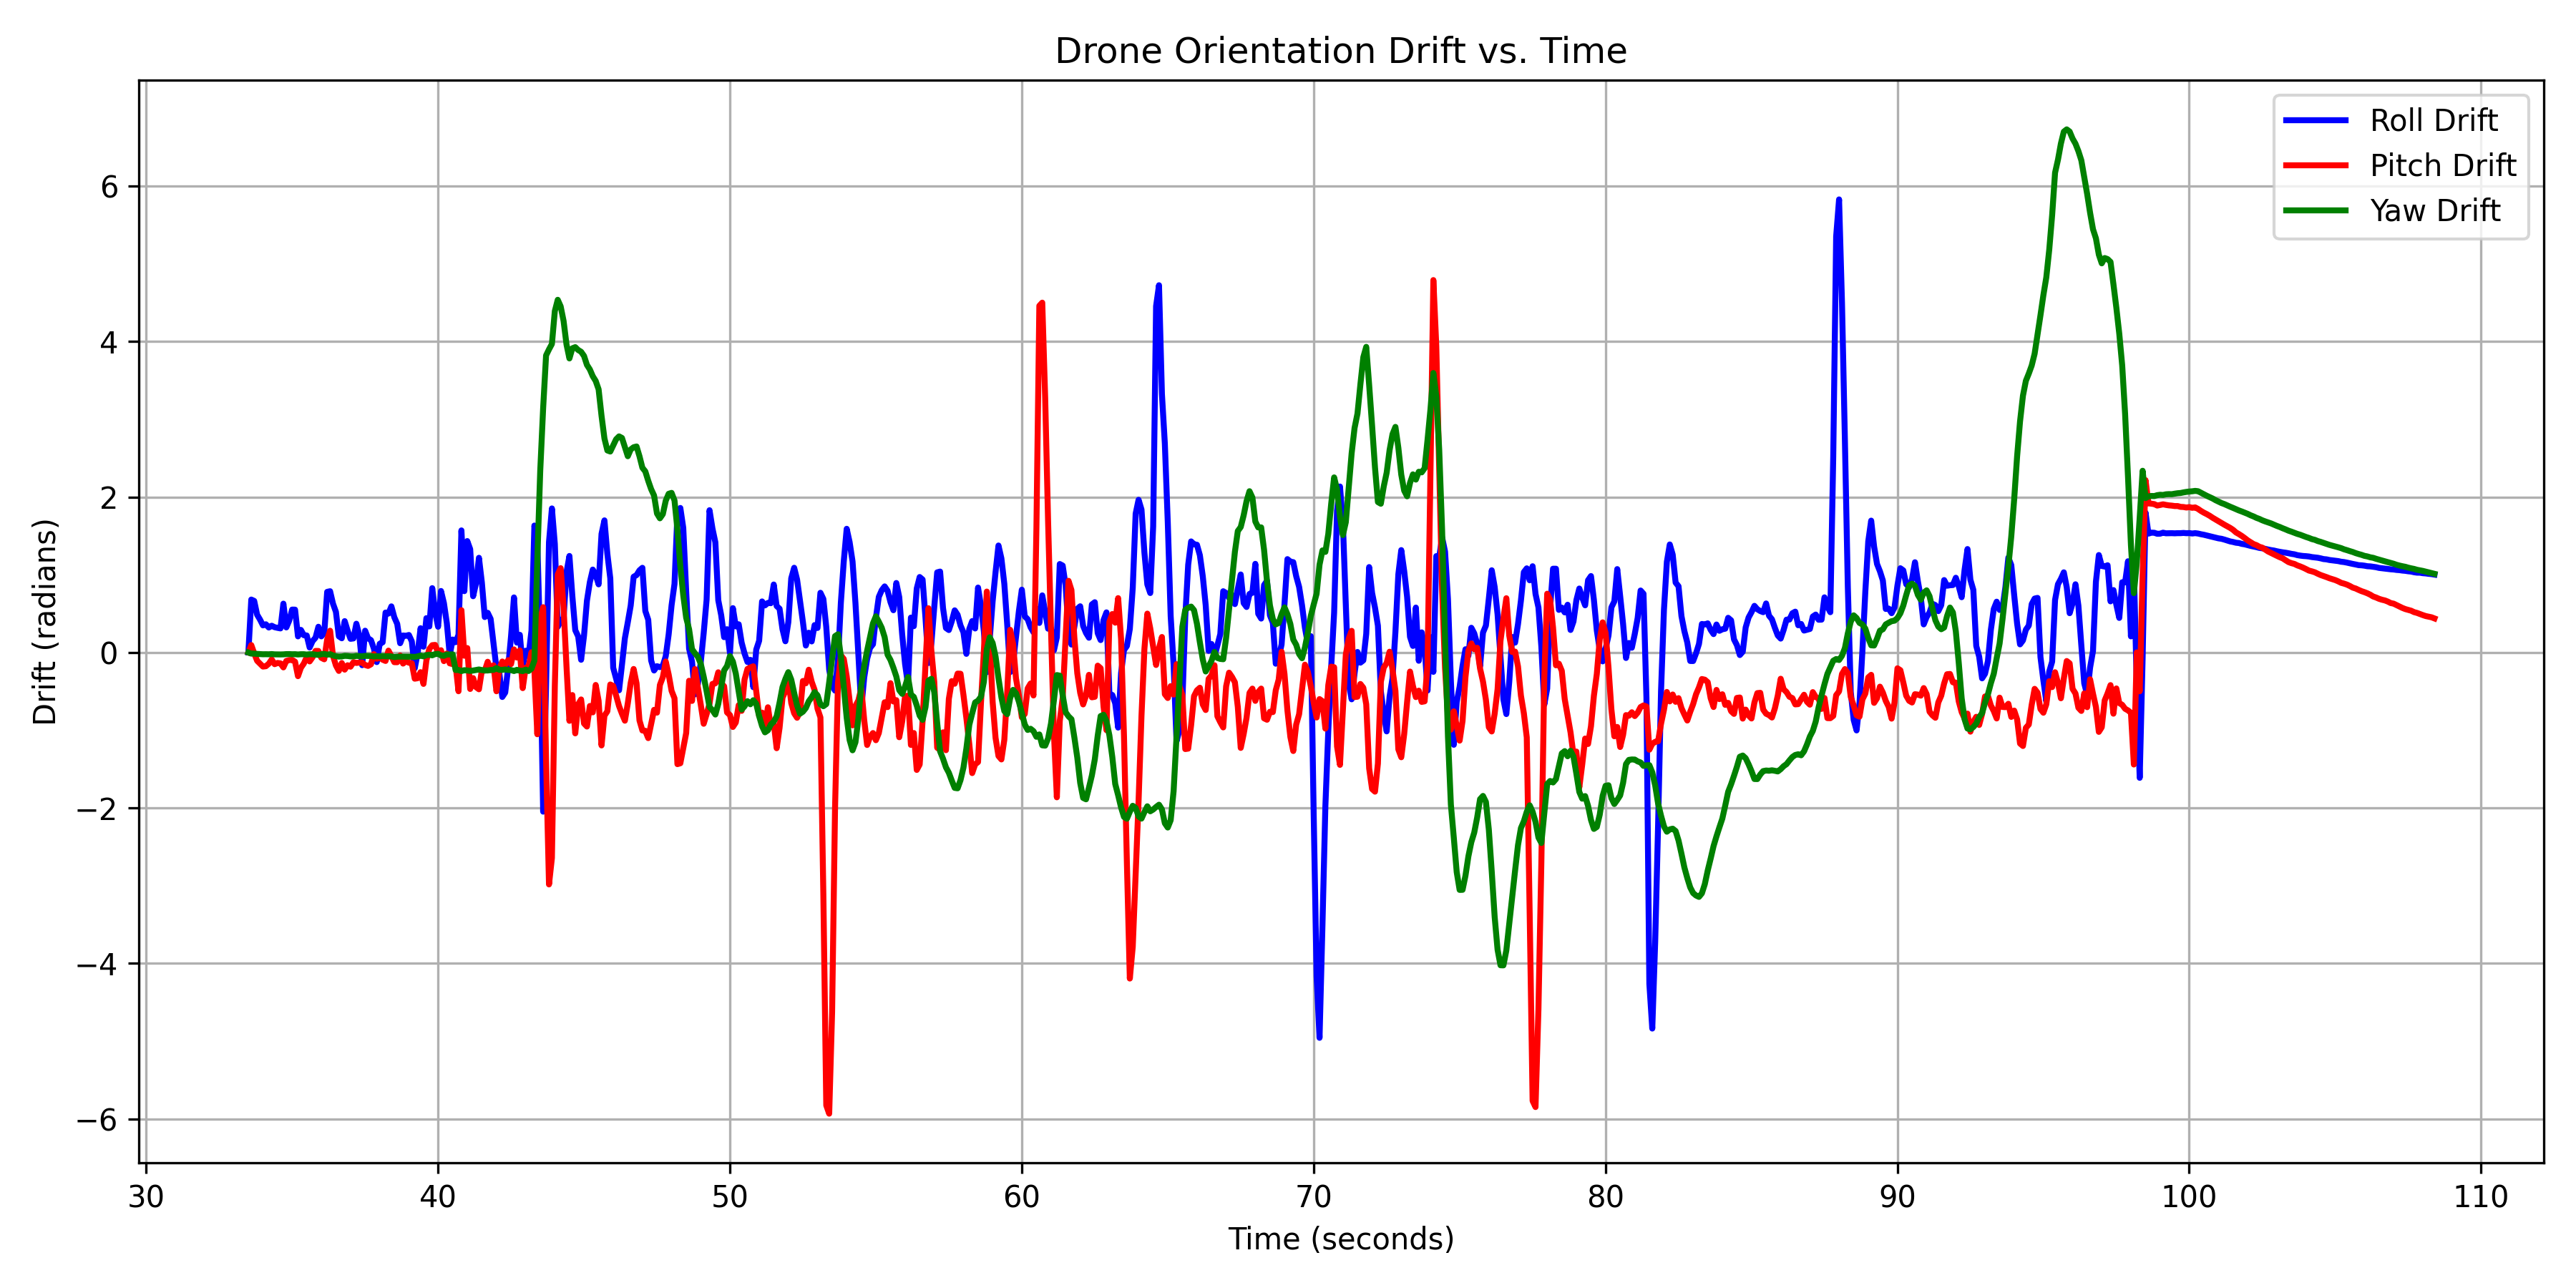 Drone Orientation Drift vs. Time
Roll Drift
Pitch Drift
Yaw Drift
Drift (radians)
6
4
2
0
−2
−4
−6
30 40 50 60 70 80 90 100 110
Time (seconds)